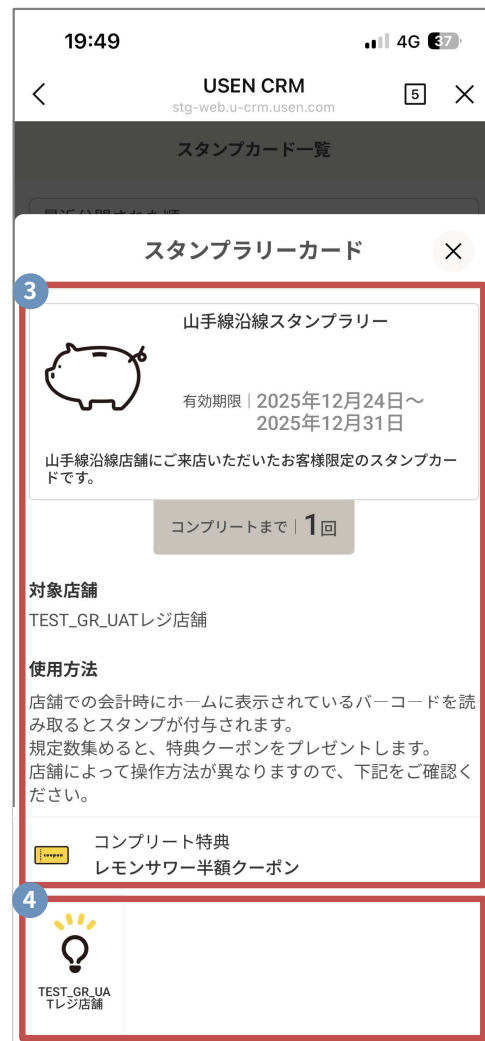 19:49
4G 37
USEN CRM
stg-web.u-crm.usen.com
5
スタンプカード一覧
スタンプラリーカード
3
山手線沿線スタンプラリー
有効期限 2025年12月24日～
2025年12月31日
山手線沿線店舗にご来店いただいたお客様限定のスタンプカー
ドです。
コンプリートまで 1回
対象店舗
TEST_GR_UATレジ店舗
使用方法
店舗での会計時にホームに表示されているバーコードを読
み取るとスタンプが付与されます。
規定数集めると、特典クーポンをプレゼントします。
店舗によって操作方法が異なりますので、下記をご確認く
ださい。
コンプリート特典
レモンサワー半額クーポン
4
TEST_GR_UA
Tレジ店舗